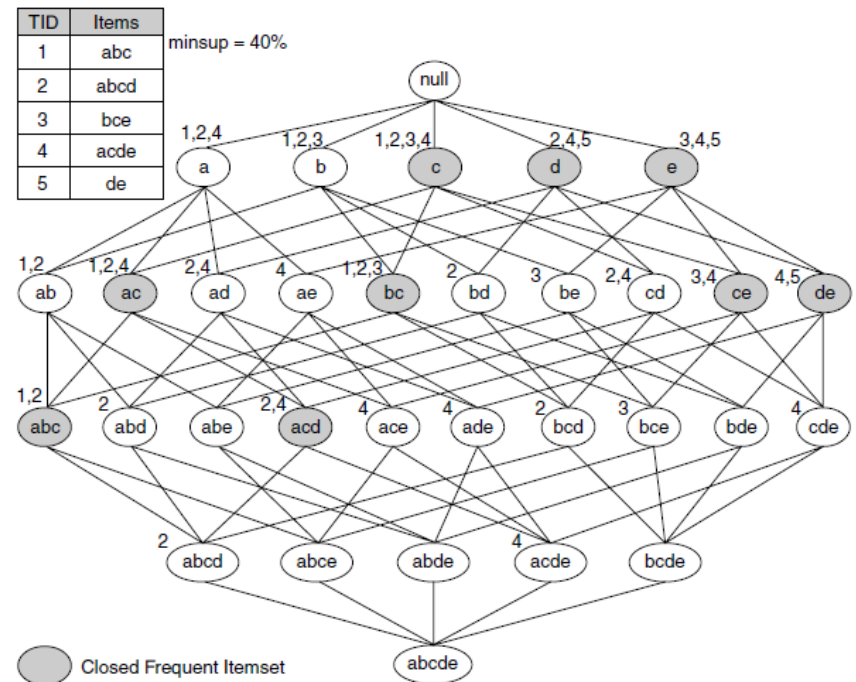 TID Items
1 abc
2 abcd
3 bce
4 acde
5 de
minsup = 40%
null
1,2,4 1,2,3 1,2,3,4 2,4,5 3,4,5
a b c d e
1,2 1,2,4 2,4 4 1,2,3 2 3 2,4 3,4 4,5
ab ac ad ae bc bd be cd ce de
1,2 2 2,4 4 4 2 3 4
abc abd abe acd ace ade bcd bce bde cde
2 4
abcd abce abde acde bcde
abcde
Closed Frequent Itemset